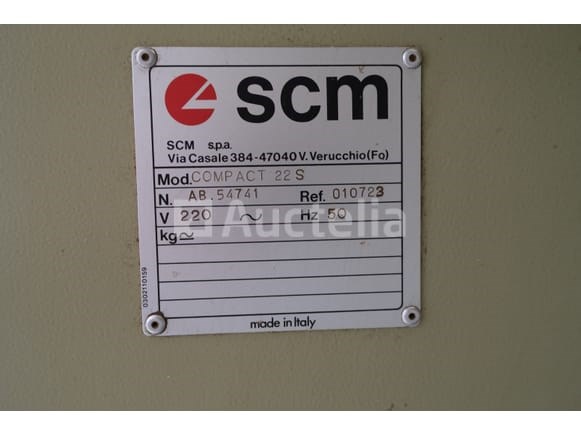 scm
SCM s.p.a.
Via Casale 384-47040 V. Verucchio (Fo)
Mod. COMPACT 22 S
N. AB.54741 Ref. 010723
V 220 ~ Hz 50
Auctelia
kg ≃
0302110159
made in Italy